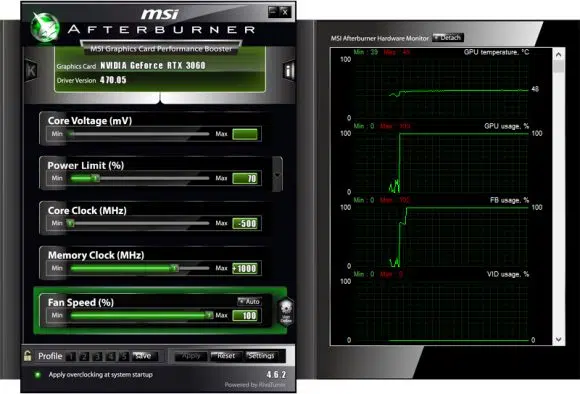 msi
AFTERBURNER
MSI Graphics Card Performance Booster
Graphics Card NVIDIA GeForce RTX 3060
Driver Version 470.05
K
i
Core Voltage (mV)
Min Max
Power Limit (%)
Min Max 70
Core Clock (MHz)
Min Max -500
Memory Clock (MHz)
Min Max +1000
Fan Speed (%) Auto
Min Max 100
User Define
Profile 1 2 3 4 5 Save Apply Reset Settings
Apply overclocking at system startup 4.6.2
Powered by RivaTuner
MSI Afterburner Hardware Monitor Detach
Min : 39 Max : 49 GPU temperature, °C
100
48
0
Min : 0 Max : 100 GPU usage, %
100 100
0
Min : 0 Max : 100 FB usage, %
100 100
0
Min : 0 Max : 0 VID usage, %
100
0 0